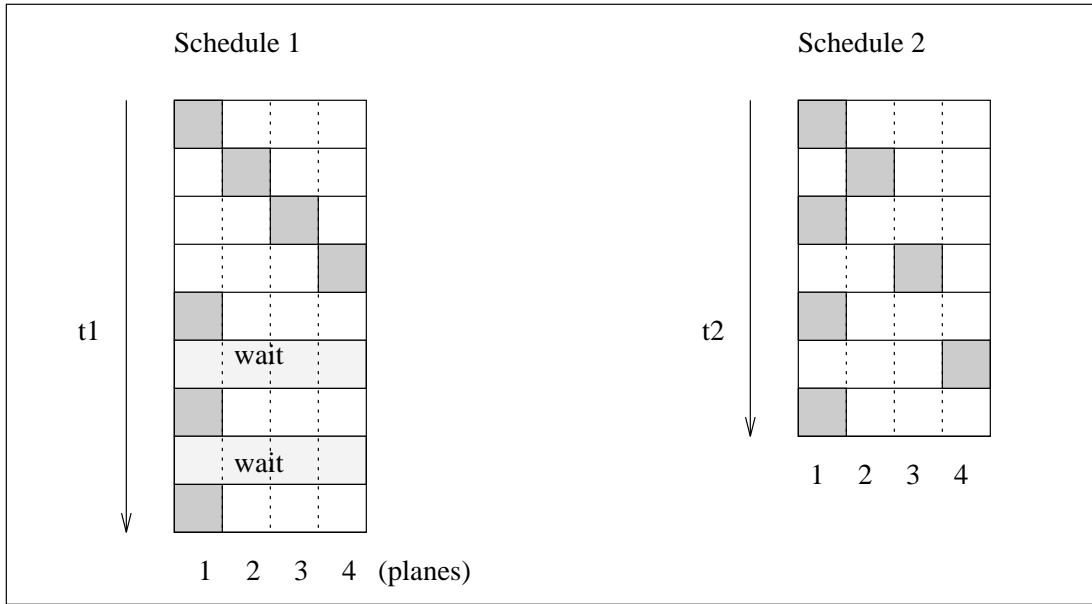 Schedule 1
Schedule 2
t1
t2
wait
wait
1 2 3 4 (planes)
1 2 3 4